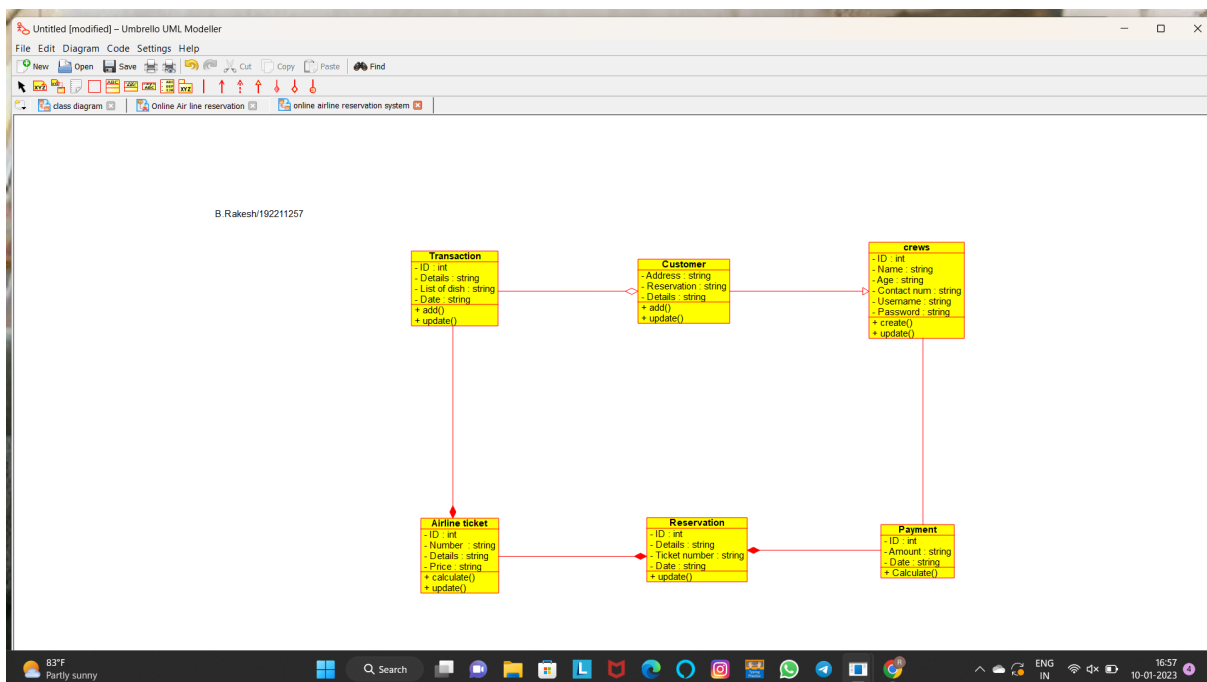 Untitled [modified] – Umbrello UML Modeller
File Edit Diagram Code Settings Help
New Open Save Cut Copy Paste Find
class diagram Online Air line reservation online airline reservation system
B.Rakesh/192211257
Transaction
- ID : int
- Details : string
- List of dish : string
- Date : string
+ add()
+ update()
Customer
- Address : string
- Reservation : string
- Details : string
+ add()
+ update()
crews
- ID : int
- Name : string
- Age : string
- Contact num : string
- Username : string
- Password : string
+ create()
+ update()
Airline ticket
- ID : int
- Number : string
- Details : string
- Price : string
+ calculate()
+ update()
Reservation
- ID : int
- Details : string
- Ticket number : string
- Date : string
+ update()
Payment
- ID : int
- Amount : string
- Date : string
+ Calculate()
83°F
Partly sunny
Search
ENG
IN
16:57
10-01-2023
4